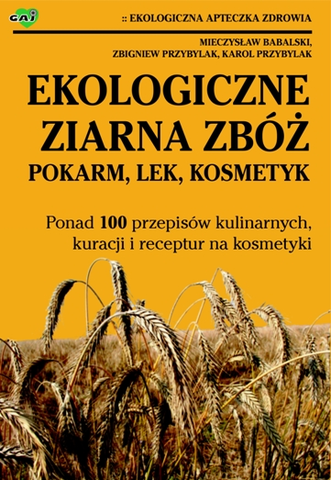 GAJ
:: EKOLOGICZNA APTECZKA ZDROWIA
MIECZYSŁAW BABALSKI,
ZBIGNIEW PRZYBYLAK, KAROL PRZYBYLAK
EKOLOGICZNE
ZIARNA ZBÓŻ
POKARM, LEK, KOSMETYK
Ponad 100 przepisów kulinarnych,
kuracji i receptur na kosmetyki